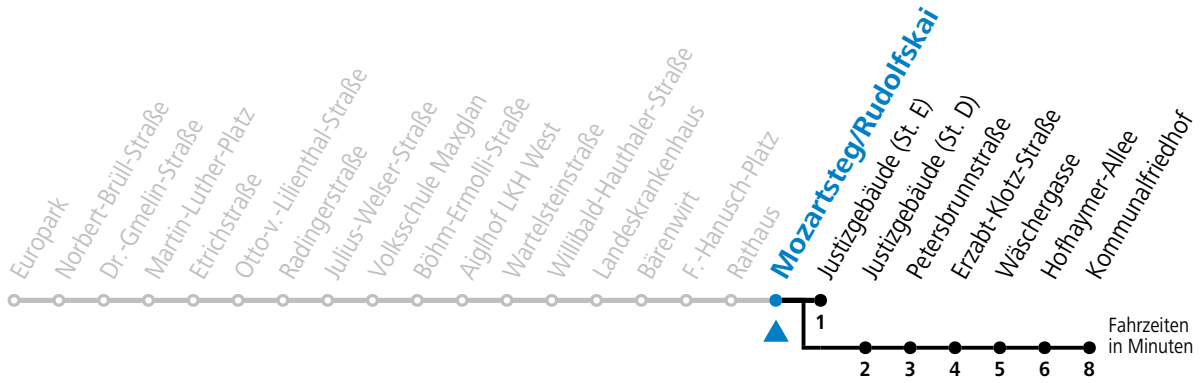 Europark
Norbert-Brüll-Straße
Dr.-Gmelin-Straße
Martin-Luther-Platz
Etrichstraße
Otto-v.-Lilienthal-Straße
Radingerstraße
Julius-Welser-Straße
Volksschule Maxglan
Böhm-Ermolli-Straße
Aiglhof LKH West
Wartelsteinstraße
Willibald-Hauthaler-Straße
Landeskrankenhaus
Bärenwirt
F.-Hanusch-Platz
Rathaus
Mozartsteg/Rudolfskai
Justizgebäude (St. E)
Justizgebäude (St. D)
Petersbrunnstraße
Erzabt-Klotz-Straße
Wäschergasse
Hofhaymer-Allee
Kommunalfriedhof
1
Fahrzeiten
in Minuten
2 3 4 5 6 8